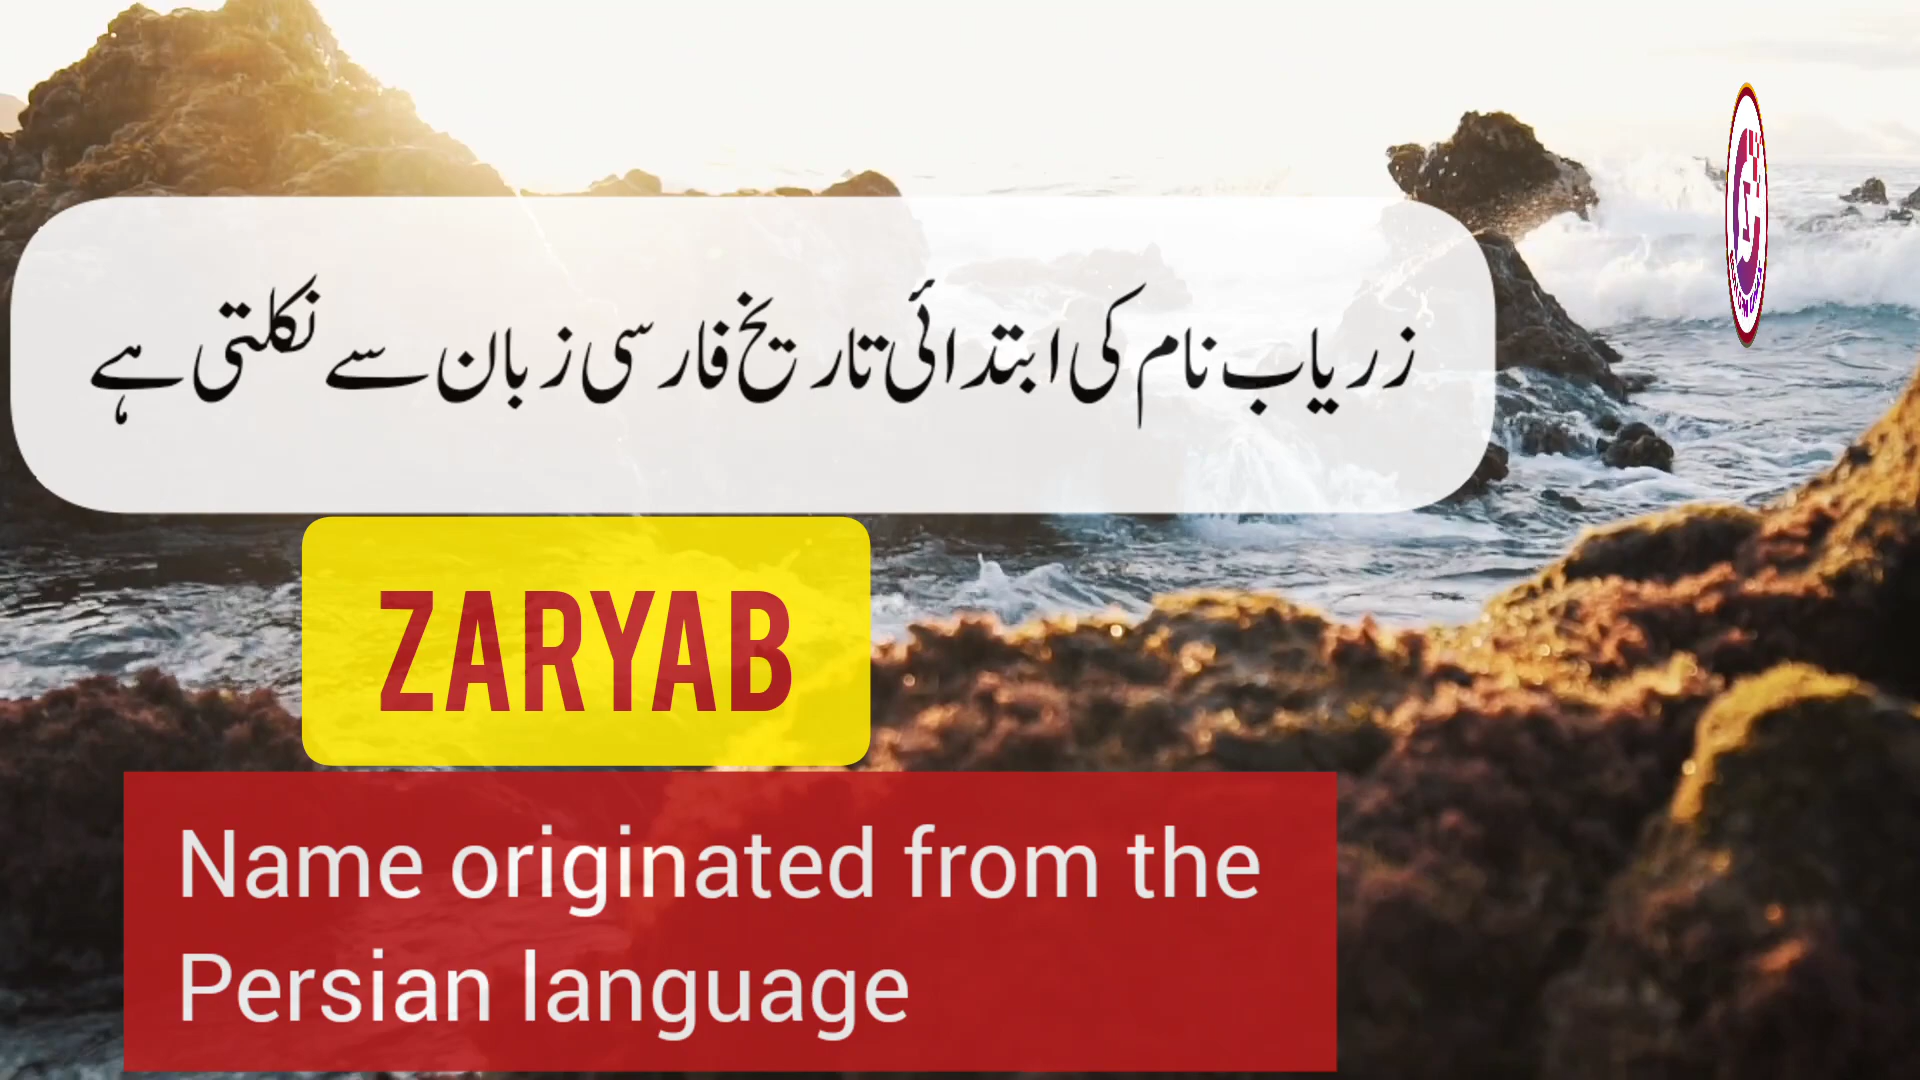 زریاب نام کی ابتدائی تاریخ فارسی زبان سے نکلتی ہے
ZARYAB
Name originated from the
Persian language